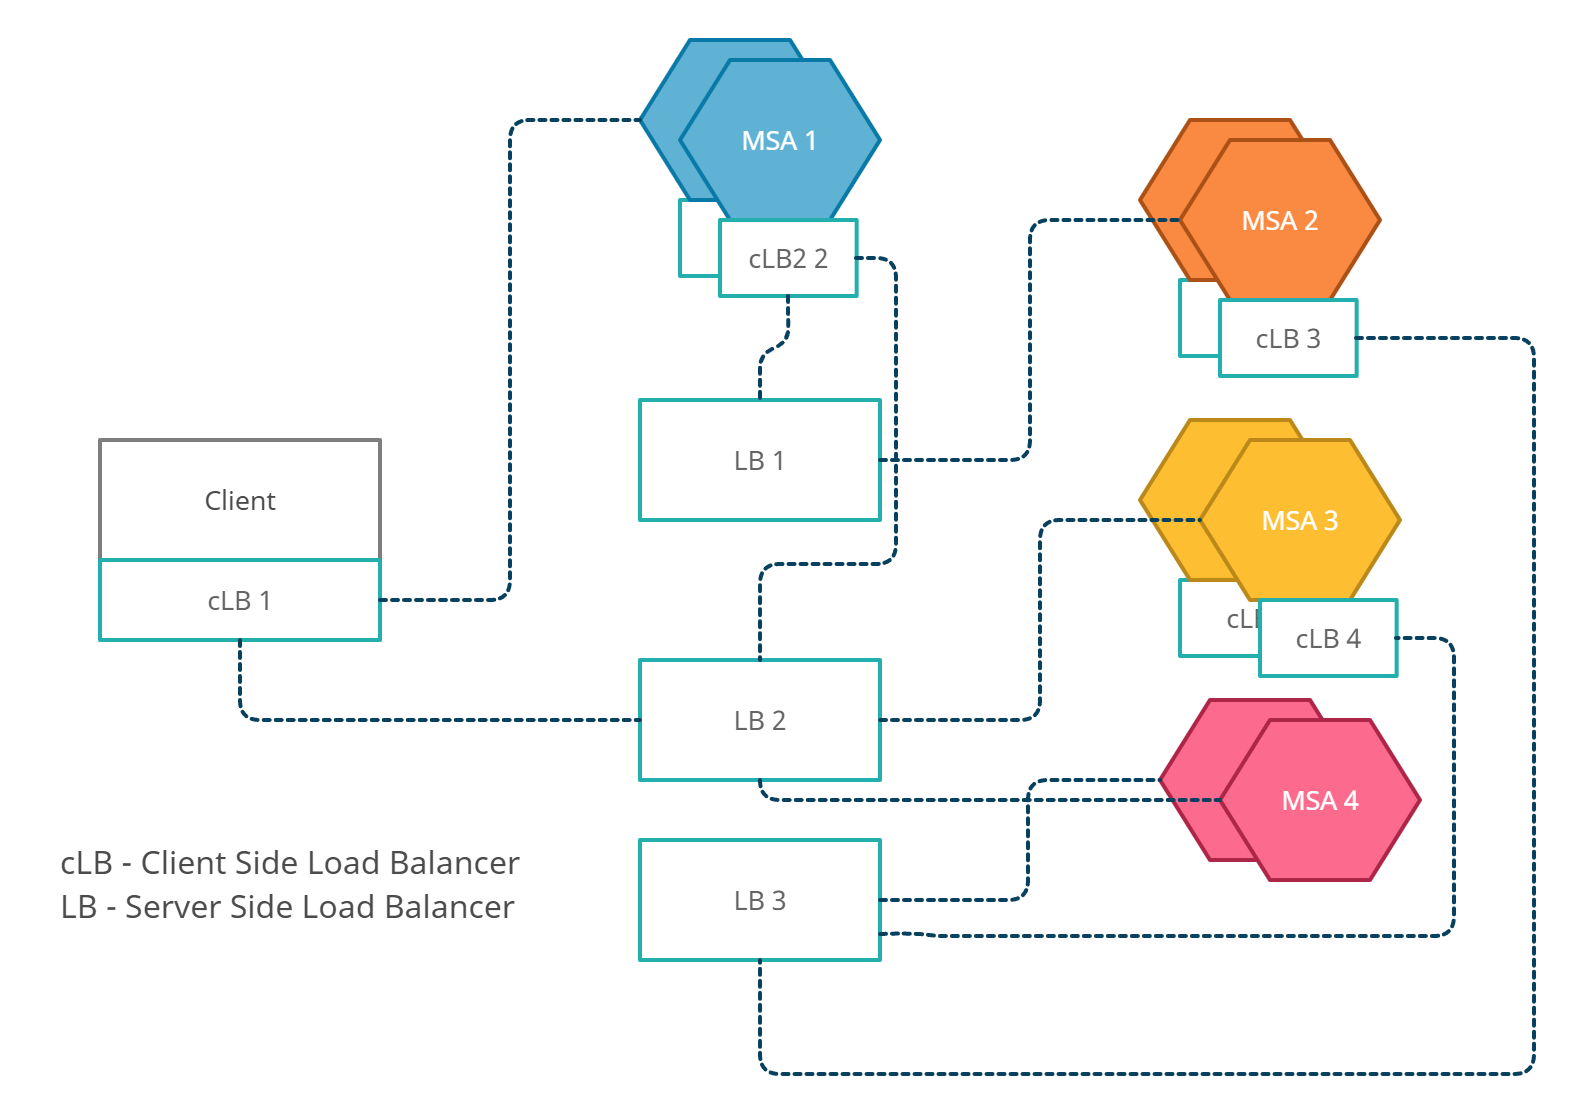 MSA 1
MSA 2
cLB2 2
cLB 3
LB 1
Client
MSA 3
cLB 1
cLB 4
LB 2
MSA 4
cLB - Client Side Load Balancer
LB - Server Side Load Balancer
LB 3